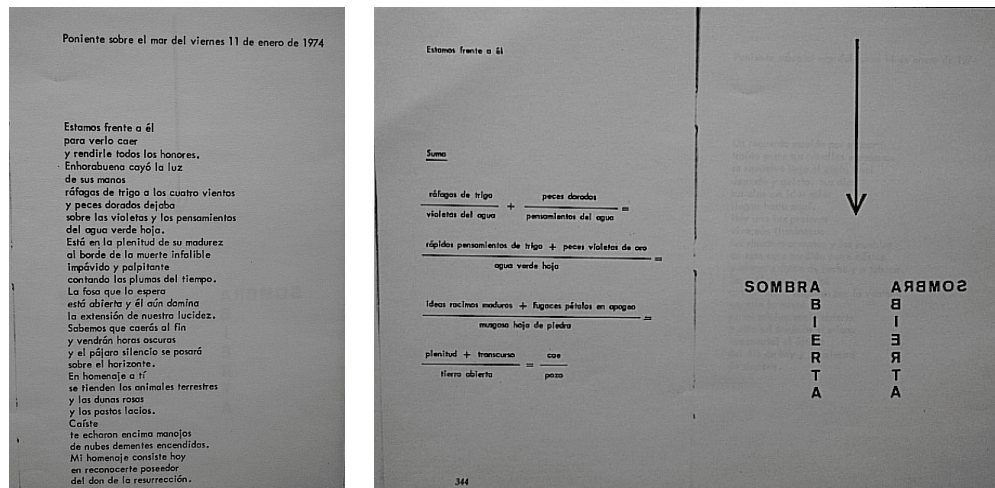 Poniente sobre el mar del viernes 11 de enero de 1974
Estamos frente a él
para verlo caer
y rendirle todos los honores.
Enhorabuena cayó la luz
de sus manos
ráfagas de trigo a los cuatro vientos
y peces dorados dejaba
sobre las violetas y los pensamientos
del agua verde hoja.
Está en la plenitud de su madurez
al borde de la muerte infalible
impávido y palpitante
contando las plumas del tiempo.
La fosa que lo espera
está abierta y él aún domina
la extensión de nuestra lucidez.
Sabemos que caerás al fin
y vendrán horas oscuras
y el pájaro silencio se posará
sobre el horizonte.
En homenaje a tí
se tienden los animales terrestres
y las dunas rosas
y los pastos lacios.
Caíste
te echaron encima manojos
de nubes dementes encendidas.
Mi homenaje consiste hoy
en reconocerte poseedor
del don de la resurrección.
Estamos frente a él
Suma
ráfagas de trigo + peces dorados =
violetas del agua pensamientos del agua
rápidos pensamientos de trigo + peces violetas de oro =
agua verde hoja
ideas racimos maduros + fugaces pétalos en apogeo =
musgosa hoja de piedra
plenitud + transcurso = cae
tierra abierta pozo
344
SOMBRA SOMBRA
B B
I I
E E
R R
T T
A A